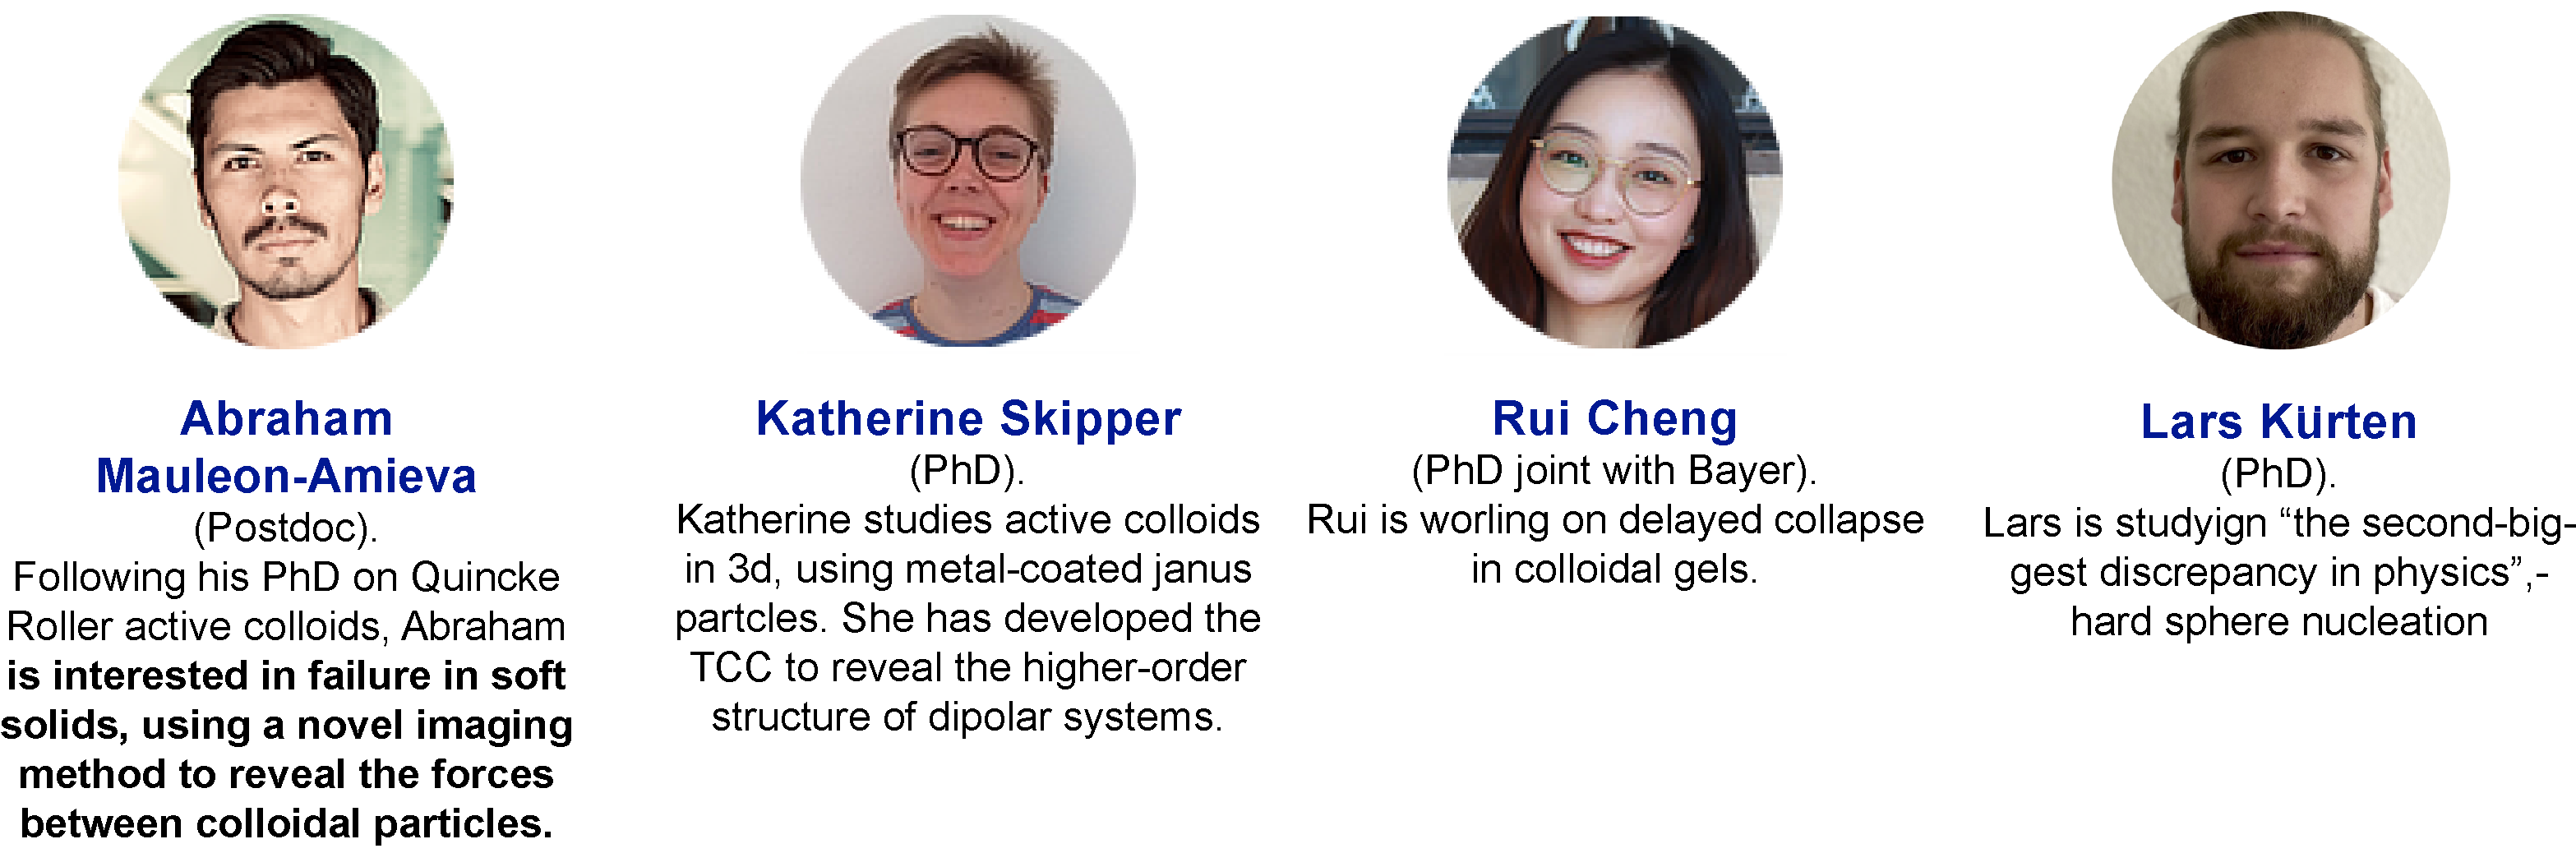 Abraham
Mauleon-Amieva
(Postdoc).
Following his PhD on Quincke
Roller active colloids, Abraham
is interested in failure in soft
solids, using a novel imaging
method to reveal the forces
between colloidal particles.
Katherine Skipper
(PhD).
Katherine studies active colloids
in 3d, using metal-coated janus
partcles. She has developed the
TCC to reveal the higher-order
structure of dipolar systems.
Rui Cheng
(PhD joint with Bayer).
Rui is worling on delayed collapse
in colloidal gels.
Lars Kürten
(PhD).
Lars is studyign “the second-big-
gest discrepancy in physics”,-
hard sphere nucleation